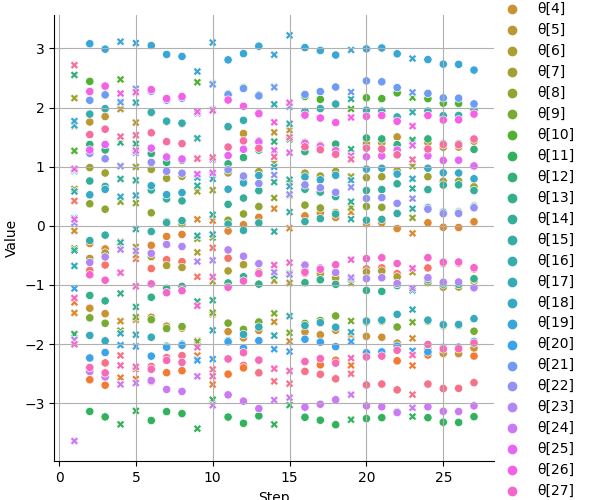 3
2
1
0
−1
−2
−3
Value
0
5
10
15
20
25
Step
θ[4]
θ[5]
θ[6]
θ[7]
θ[8]
θ[9]
θ[10]
θ[11]
θ[12]
θ[13]
θ[14]
θ[15]
θ[16]
θ[17]
θ[18]
θ[19]
θ[20]
θ[21]
θ[22]
θ[23]
θ[24]
θ[25]
θ[26]
θ[27]